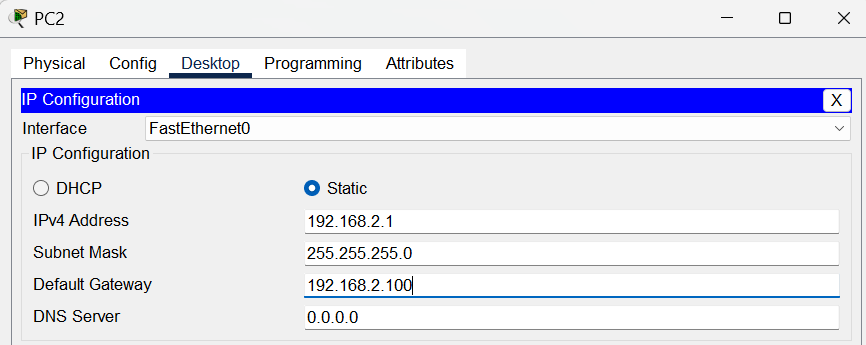 PC2
Physical Config Desktop Programming Attributes
IP Configuration X
Interface FastEthernet0
IP Configuration
DHCP Static
IPv4 Address 192.168.2.1
Subnet Mask 255.255.255.0
Default Gateway 192.168.2.100
DNS Server 0.0.0.0